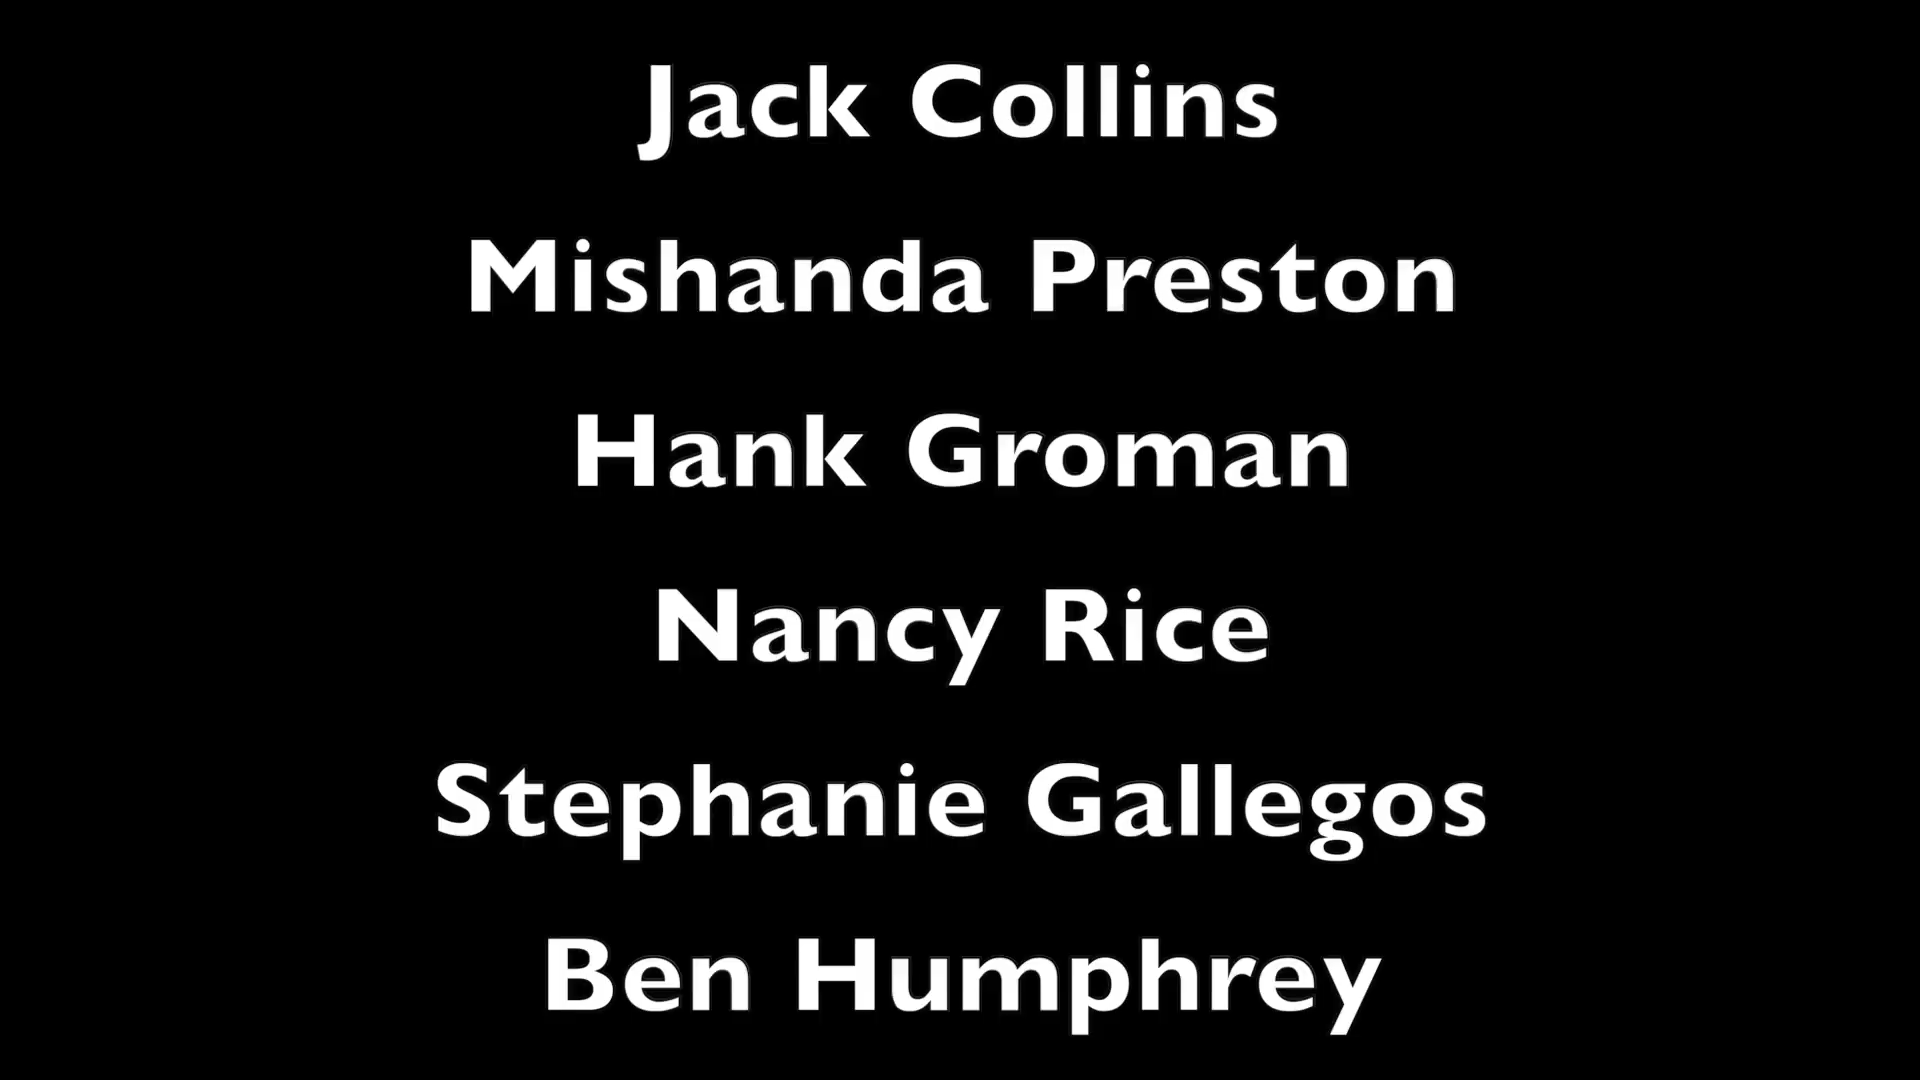 Jack Collins
Mishanda Preston
Hank Groman
Nancy Rice
Stephanie Gallegos
Ben Humphrey